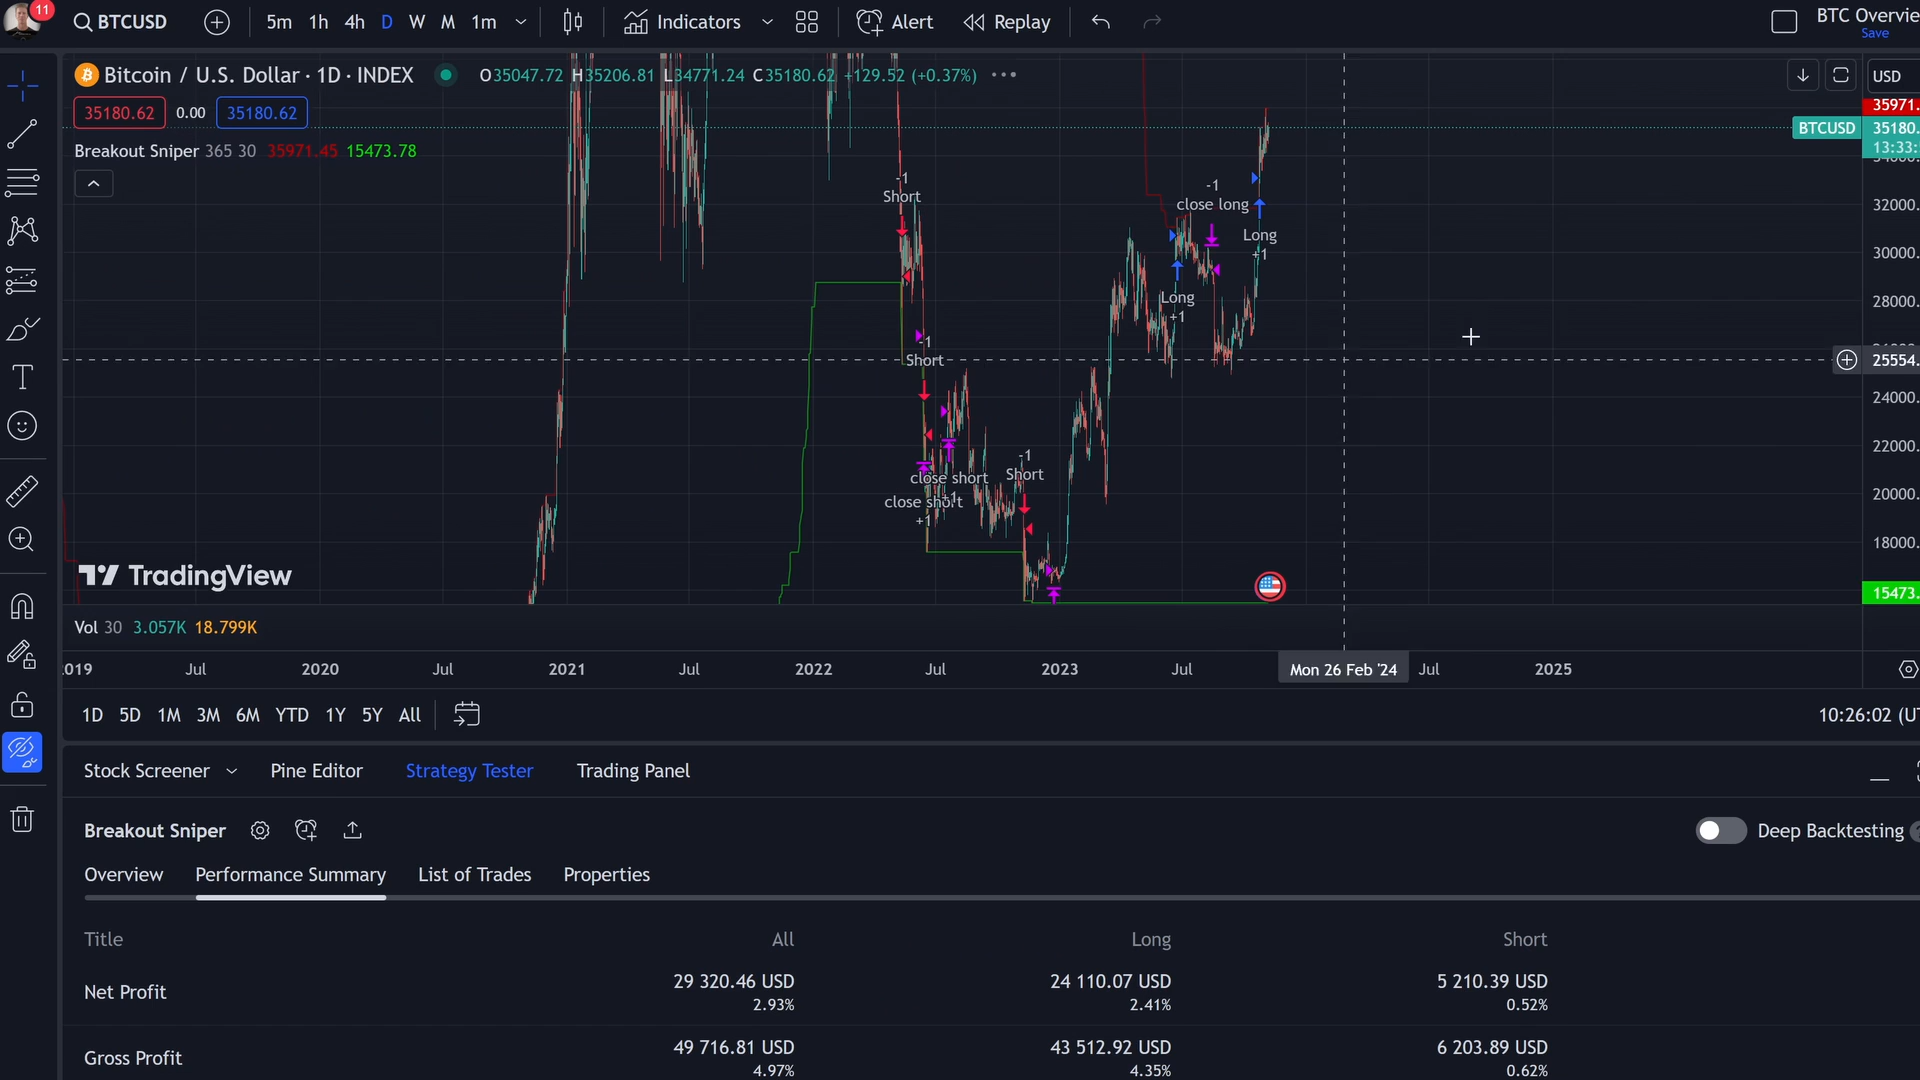 11
BTCUSD
5m 1h 4h D W M 1m
Indicators
Alert
Replay
BTC Overvie
Save
Bitcoin / U.S. Dollar · 1D · INDEX
O35047.72 H35206.81 L34771.24 C35180.62 +129.52 (+0.37%)
USD
35180.62 0.00 35180.62
Breakout Sniper 365 30 35971.45 15473.78
35971.
BTCUSD 35180.
13:33:
32000.
30000.
28000.
25554.
24000.
22000.
20000.
18000.
15473.
-1
Short
-1
close long
Long
+1
Long
+1
-1
Short
-1
Short
close short
+1
close short
+1
TradingView
Vol 30 3.057K 18.799K
2019 Jul 2020 Jul 2021 Jul 2022 Jul 2023 Jul Mon 26 Feb '24 Jul 2025
1D 5D 1M 3M 6M YTD 1Y 5Y All
10:26:02 (UT
Stock Screener Pine Editor Strategy Tester Trading Panel
Breakout Sniper
Deep Backtesting
Overview Performance Summary List of Trades Properties
Title All Long Short
Net Profit 29 320.46 USD 24 110.07 USD 5 210.39 USD
2.93% 2.41% 0.52%
Gross Profit 49 716.81 USD 43 512.92 USD 6 203.89 USD
4.97% 4.35% 0.62%